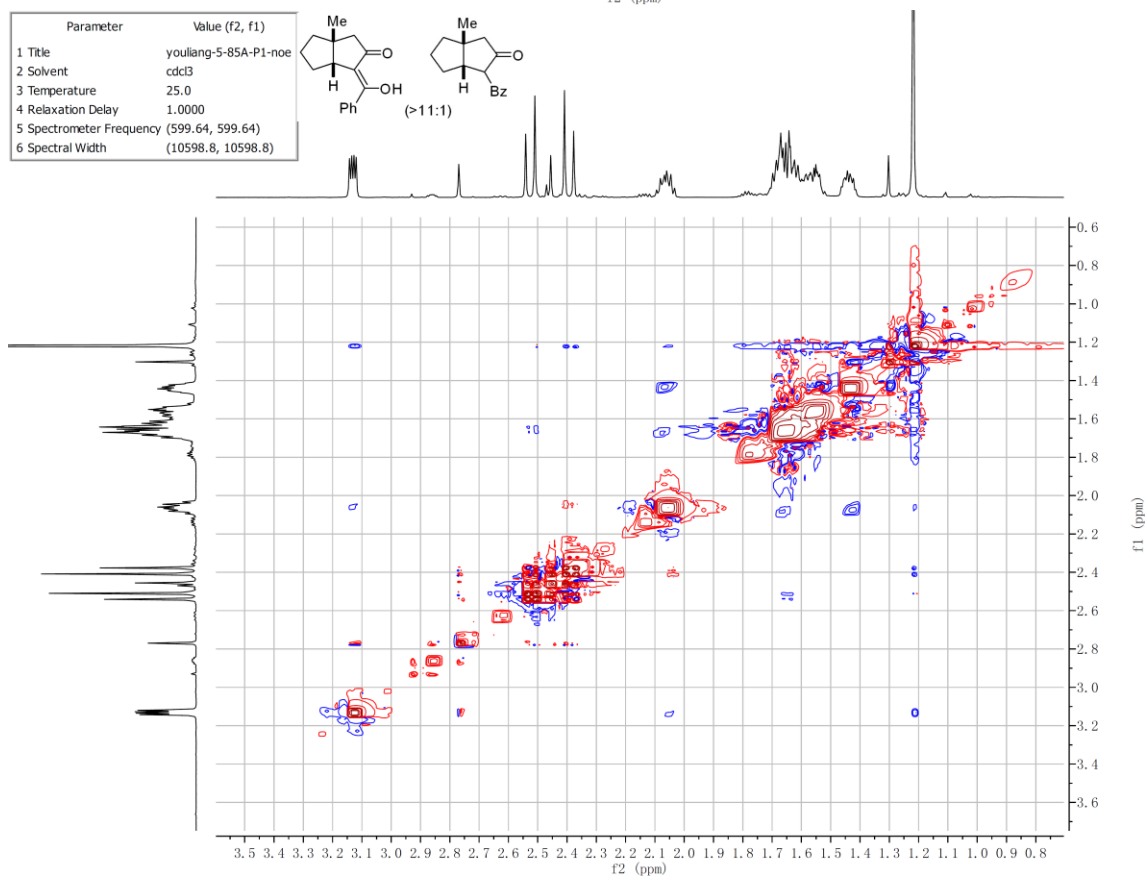 f2 (ppm)
Parameter Value (f2, f1)
1 Title youliang-5-85A-P1-noe
2 Solvent cdcl3
3 Temperature 25.0
4 Relaxation Delay 1.0000
5 Spectrometer Frequency (599.64, 599.64)
6 Spectral Width (10598.8, 10598.8)
Me
O
H
OH
Ph
Me
O
H
Bz
(>11:1)
0.6
0.8
1.0
1.2
1.4
1.6
1.8
2.0
2.2
2.4
2.6
2.8
3.0
3.2
3.4
3.6
f1 (ppm)
3.5 3.4 3.3 3.2 3.1 3.0 2.9 2.8 2.7 2.6 2.5 2.4 2.3 2.2 2.1 2.0 1.9 1.8 1.7 1.6 1.5 1.4 1.3 1.2 1.1 1.0 0.9 0.8
f2 (ppm)